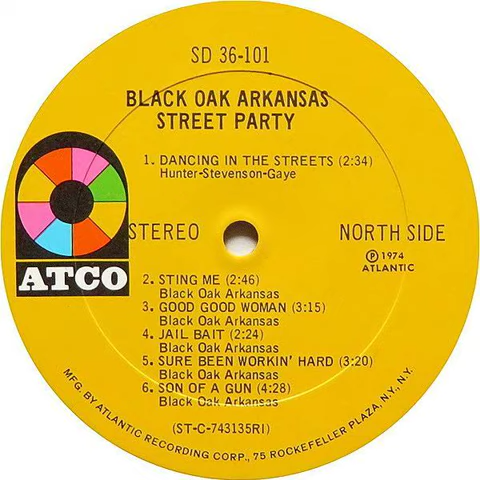 SD 36-101
BLACK OAK ARKANSAS
STREET PARTY
1. DANCING IN THE STREETS (2:34)
Hunter-Stevenson-Gaye
STEREO
NORTH SIDE
℗ 1974
ATLANTIC
ATCO
2. STING ME (2:46)
Black Oak Arkansas
3. GOOD GOOD WOMAN (3:15)
Black Oak Arkansas
4. JAIL BAIT (2:24)
Black Oak Arkansas
5. SURE BEEN WORKIN' HARD (3:20)
Black Oak Arkansas
6. SON OF A GUN (4:28)
Black Oak Arkansas
(ST-C-743135RI)
MFG. BY ATLANTIC RECORDING CORP., 75 ROCKEFELLER PLAZA, N.Y., N.Y.